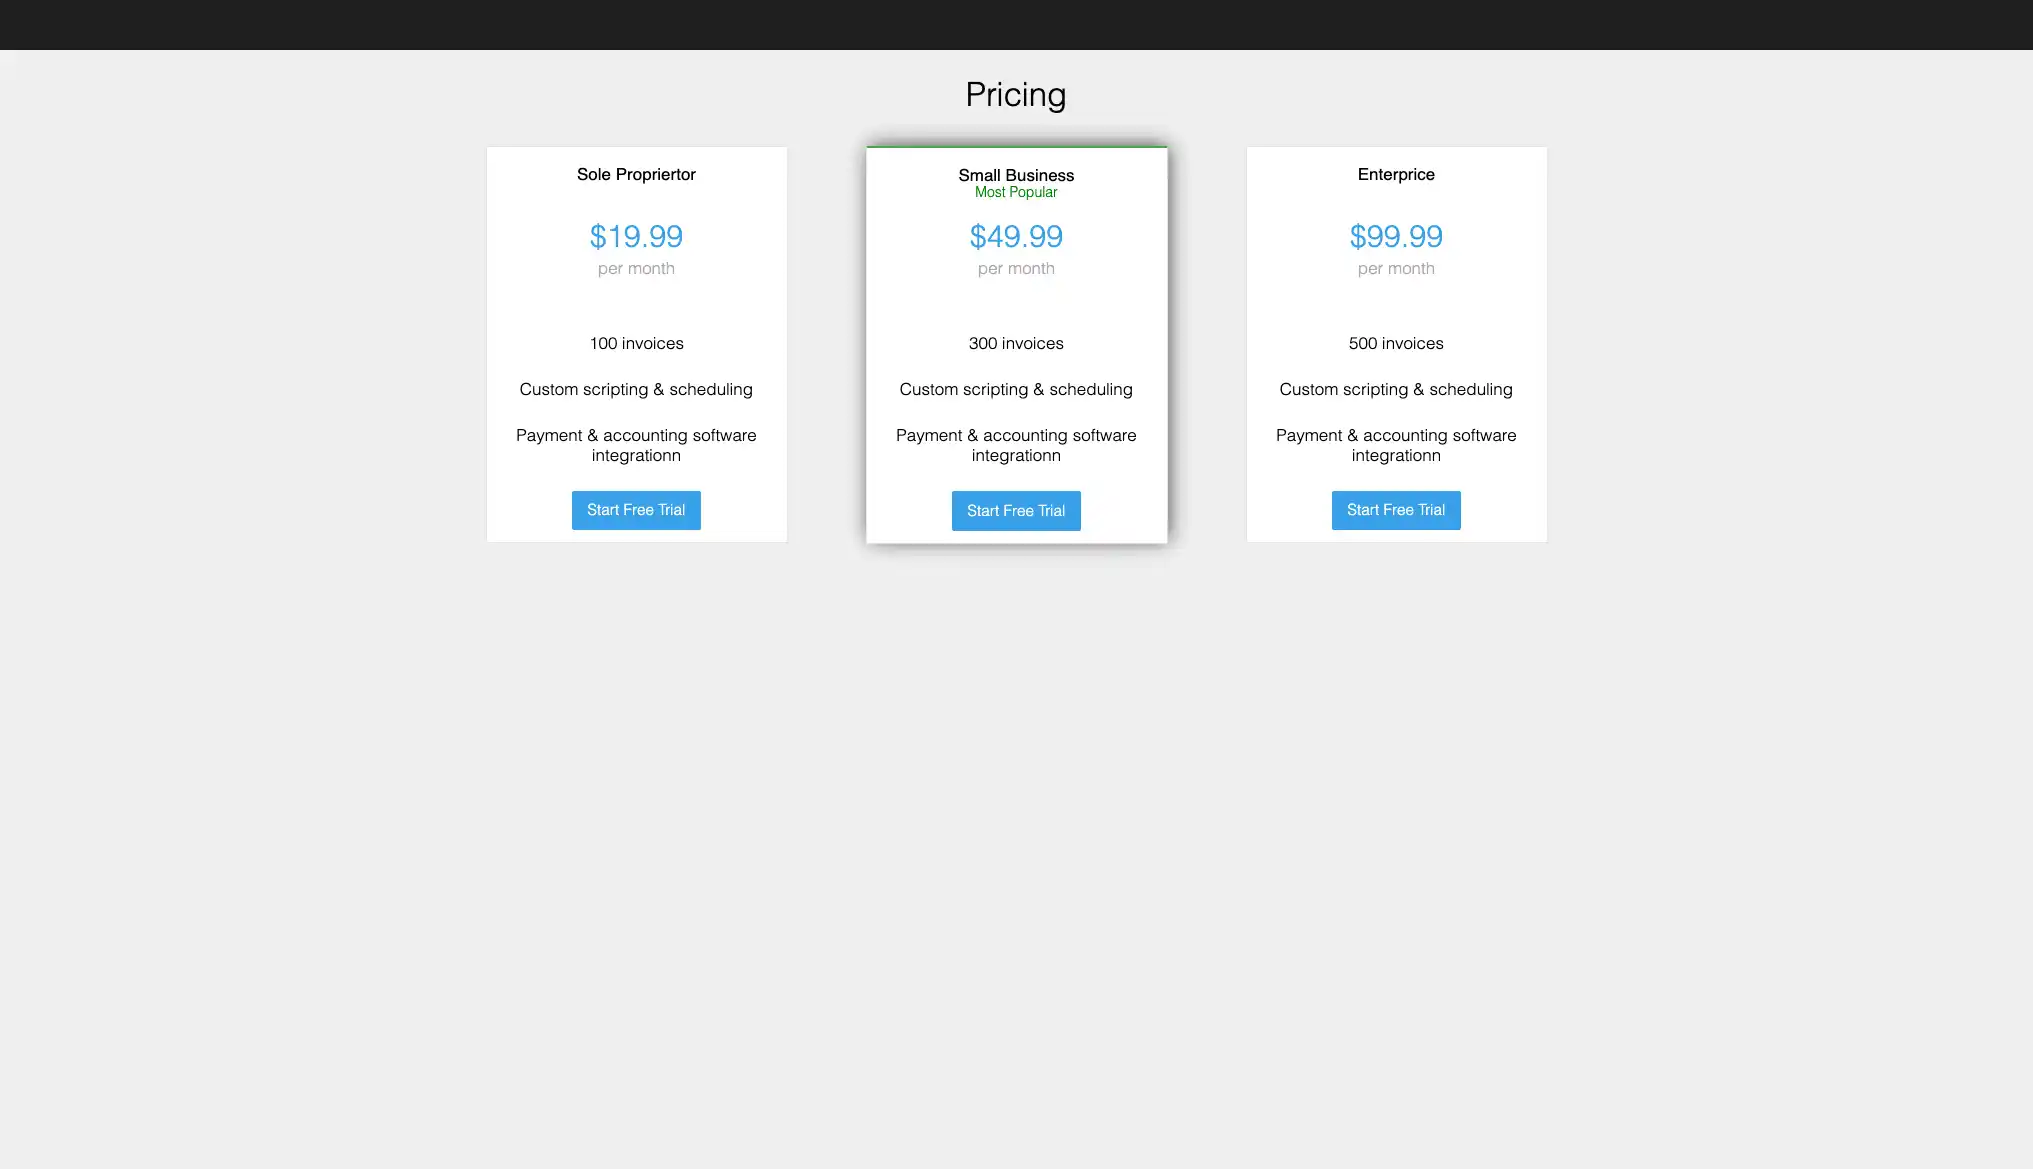 Pricing
Sole Propriertor
$19.99
per month
100 invoices
Custom scripting & scheduling
Payment & accounting software
integrationn
Start Free Trial
Small Business
Most Popular
$49.99
per month
300 invoices
Custom scripting & scheduling
Payment & accounting software
integrationn
Start Free Trial
Enterprice
$99.99
per month
500 invoices
Custom scripting & scheduling
Payment & accounting software
integrationn
Start Free Trial